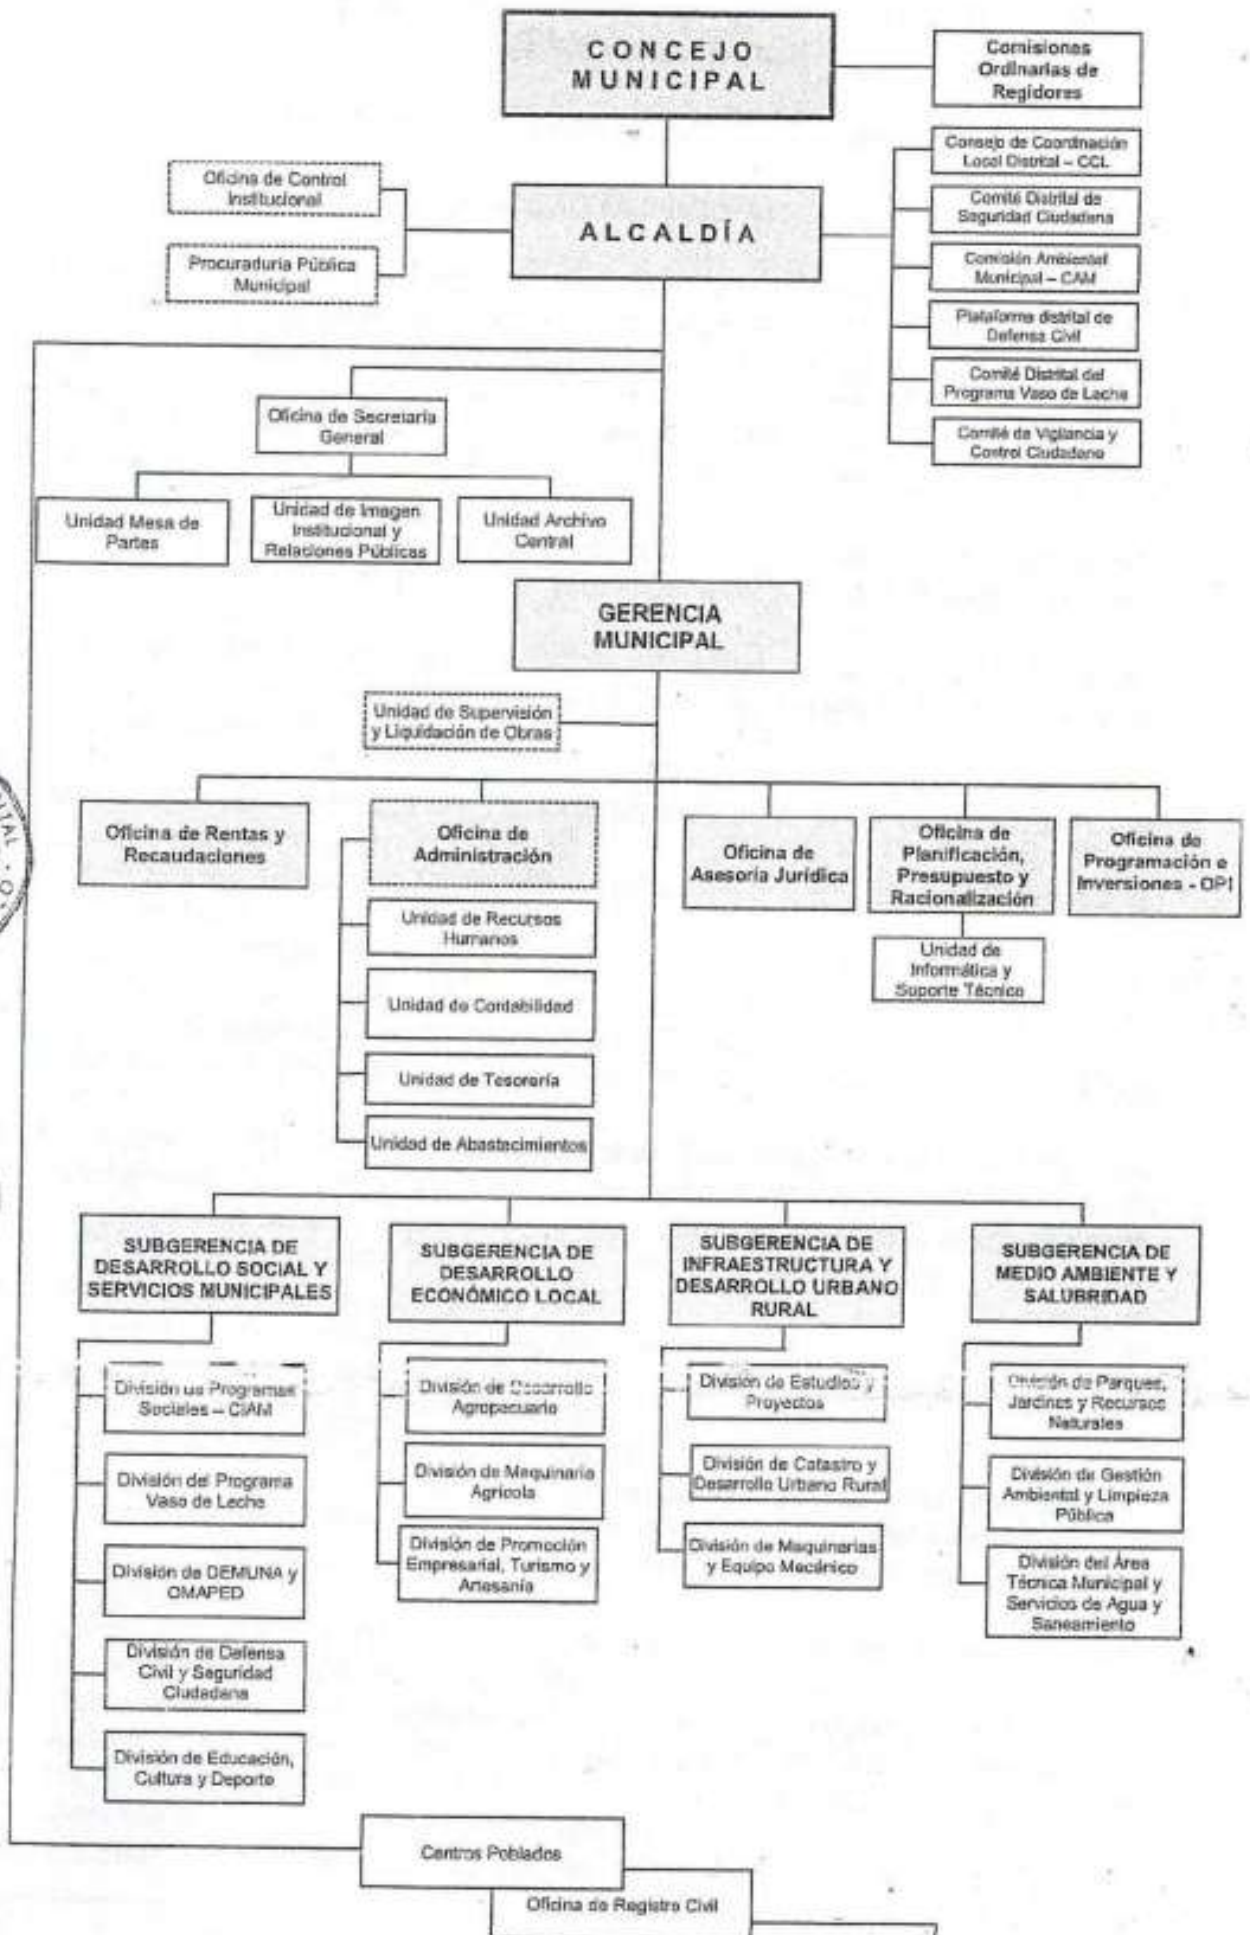 CONCEJO
MUNICIPAL
Comisiones
Ordinarias de
Regidores
Consejo de Coordinación
Local Distrital – CCL
Oficina de Control
Institucional
ALCALDÍA
Comité Distrital de
Seguridad Ciudadana
Procuraduría Pública
Municipal
Comisión Ambiental
Municipal – CAM
Plataforma distrital de
Defensa Civil
Comité Distrital del
Programa Vaso de Leche
Comité de Vigilancia y
Control Ciudadano
Oficina de Secretaría
General
Unidad Mesa de
Partes
Unidad de Imagen
Institucional y
Relaciones Públicas
Unidad Archivo
Central
GERENCIA
MUNICIPAL
Unidad de Supervisión
y Liquidación de Obras
Oficina de Rentas y
Recaudaciones
Oficina de
Administración
Oficina de
Asesoría Jurídica
Oficina de
Planificación,
Presupuesto y
Racionalización
Oficina de
Programación e
Inversiones - OPI
Unidad de Recursos
Humanos
Unidad de
Informática y
Soporte Técnico
Unidad de Contabilidad
Unidad de Tesorería
Unidad de Abastecimientos
SUBGERENCIA DE
DESARROLLO SOCIAL Y
SERVICIOS MUNICIPALES
SUBGERENCIA DE
DESARROLLO
ECONÓMICO LOCAL
SUBGERENCIA DE
INFRAESTRUCTURA Y
DESARROLLO URBANO
RURAL
SUBGERENCIA DE
MEDIO AMBIENTE Y
SALUBRIDAD
División de Programas
Sociales – CIAM
División del Programa
Vaso de Leche
División de DEMUNA y
OMAPED
División de Defensa
Civil y Seguridad
Ciudadana
División de Educación,
Cultura y Deporte
División de Desarrollo
Agropecuario
División de Maquinaria
Agrícola
División de Promoción
Empresarial, Turismo y
Artesanía
División de Estudios y
Proyectos
División de Catastro y
Desarrollo Urbano Rural
División de Maquinarias
y Equipo Mecánico
División de Parques,
Jardines y Recursos
Naturales
División de Gestión
Ambiental y Limpieza
Pública
División del Área
Técnica Municipal y
Servicios de Agua y
Saneamiento
Centros Poblados
Oficina de Registro Civil